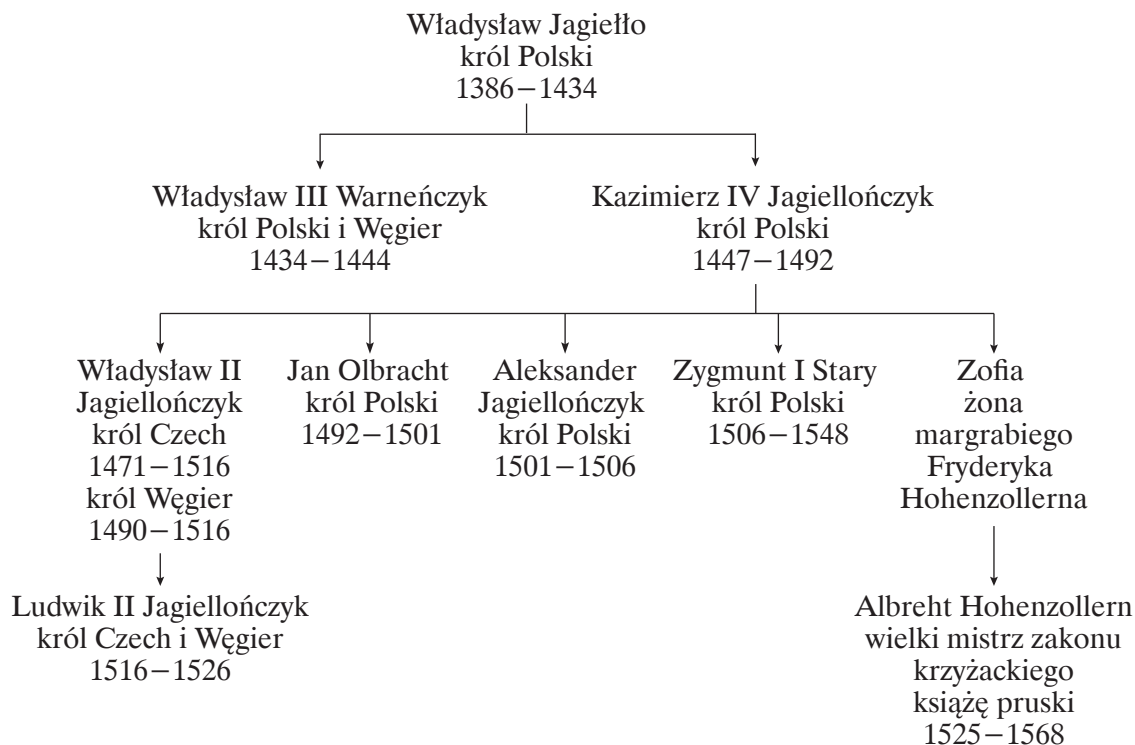 Władysław Jagiełło
król Polski
1386–1434
Władysław III Warneńczyk
król Polski i Węgier
1434–1444
Kazimierz IV Jagiellończyk
król Polski
1447–1492
Władysław II
Jagiellończyk
król Czech
1471–1516
król Węgier
1490–1516
Jan Olbracht
król Polski
1492–1501
Aleksander
Jagiellończyk
król Polski
1501–1506
Zygmunt I Stary
król Polski
1506–1548
Zofia
żona
margrabiego
Fryderyka
Hohenzollerna
Ludwik II Jagiellończyk
król Czech i Węgier
1516–1526
Albreht Hohenzollern
wielki mistrz zakonu
krzyżackiego
książę pruski
1525–1568